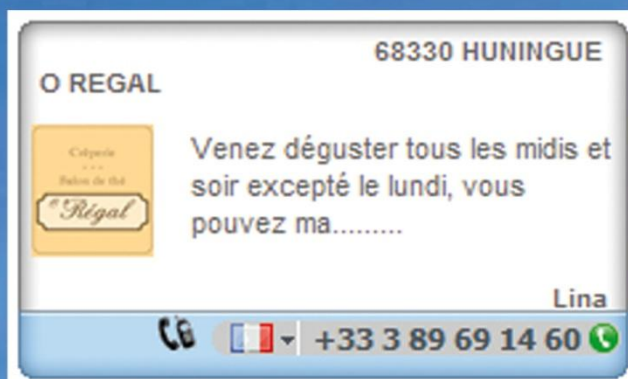 68330 HUNINGUE
O REGAL
Crêperie
Salon de thé
Ô Régal
Venez déguster tous les midis et
soir excepté le lundi, vous
pouvez ma.........
Lina
+33 3 89 69 14 60